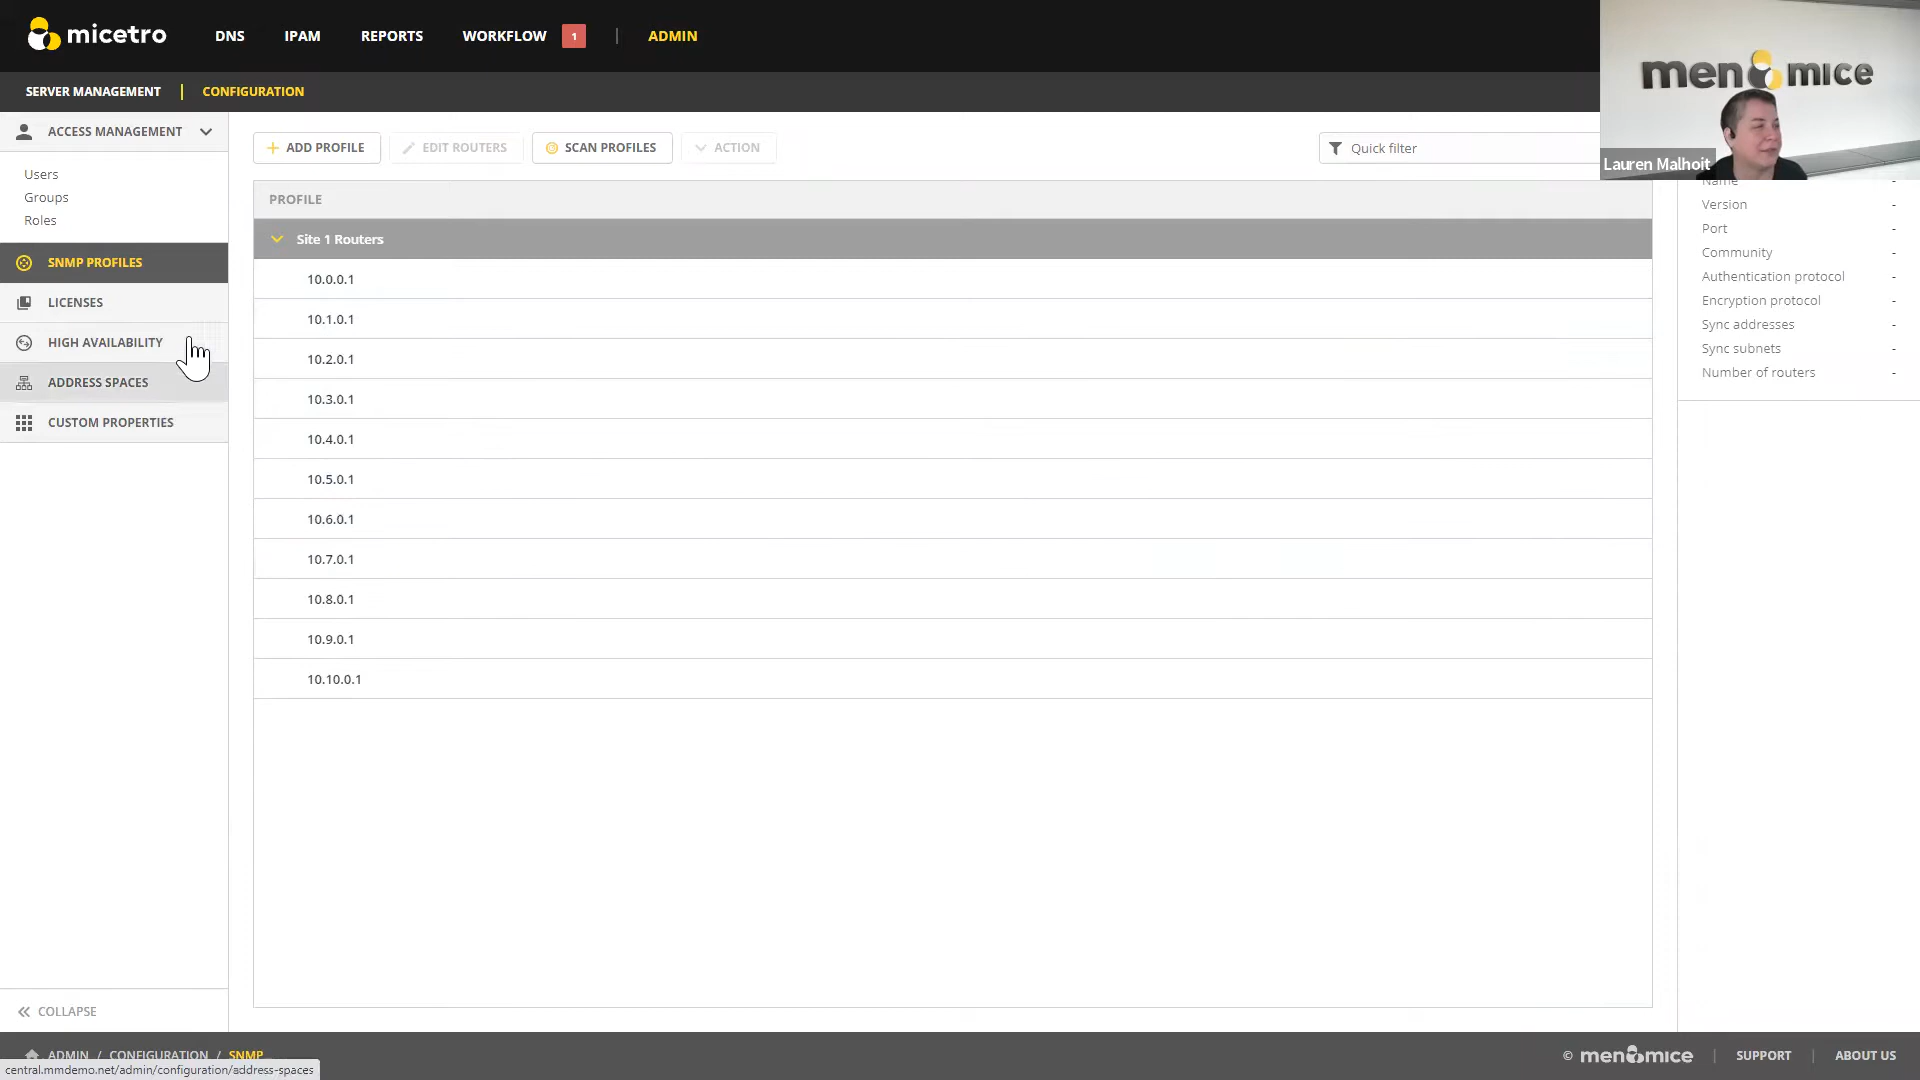 micetro
DNS
IPAM
REPORTS
WORKFLOW
1
ADMIN
SERVER MANAGEMENT
CONFIGURATION
men&mice
Lauren Malhoit
ACCESS MANAGEMENT
Users
Groups
Roles
SNMP PROFILES
LICENSES
HIGH AVAILABILITY
ADDRESS SPACES
CUSTOM PROPERTIES
COLLAPSE
ADD PROFILE
EDIT ROUTERS
SCAN PROFILES
ACTION
Quick filter
PROFILE
Site 1 Routers
10.0.0.1
10.1.0.1
10.2.0.1
10.3.0.1
10.4.0.1
10.5.0.1
10.6.0.1
10.7.0.1
10.8.0.1
10.9.0.1
10.10.0.1
Name -
Version -
Port -
Community -
Authentication protocol -
Encryption protocol -
Sync addresses -
Sync subnets -
Number of routers -
ADMIN / CONFIGURATION / SNMP
central.mmdemo.net/admin/configuration/address-spaces
© men&mice
SUPPORT
ABOUT US